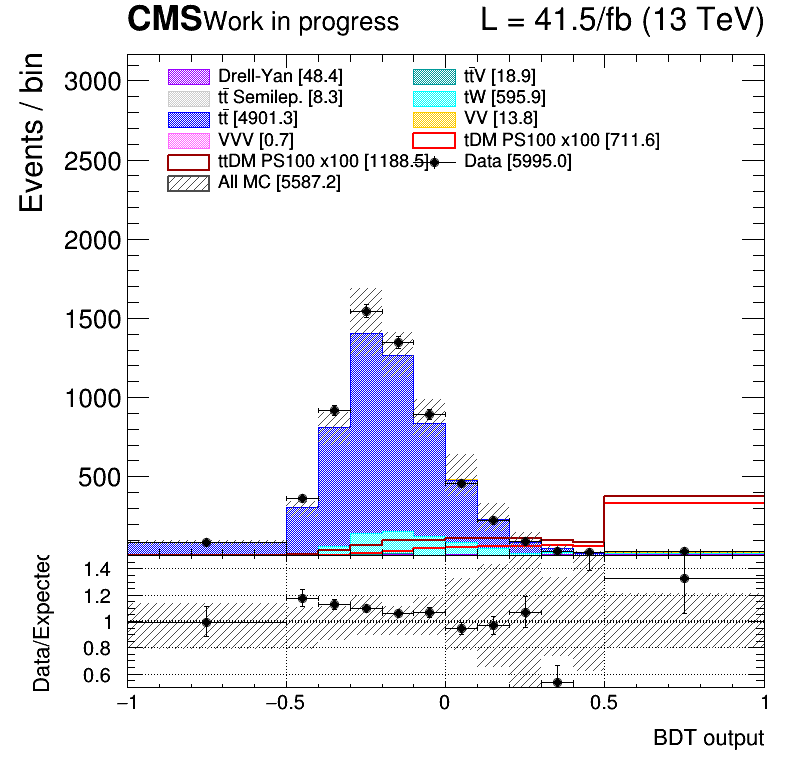 CMS Work in progress L = 41.5/fb (13 TeV)
Events / bin
3000
2500
2000
1500
1000
500
Drell-Yan [48.4] tt̄V [18.9]
tt̄ Semilep. [8.3] tW [595.9]
tt̄ [4901.3] VV [13.8]
VVV [0.7] tDM PS100 x100 [711.6]
ttDM PS100 x100 [1188.5] Data [5995.0]
All MC [5587.2]
Data/Expected
1.4
1.2
1
0.8
0.6
−1 −0.5 0 0.5 1
BDT output